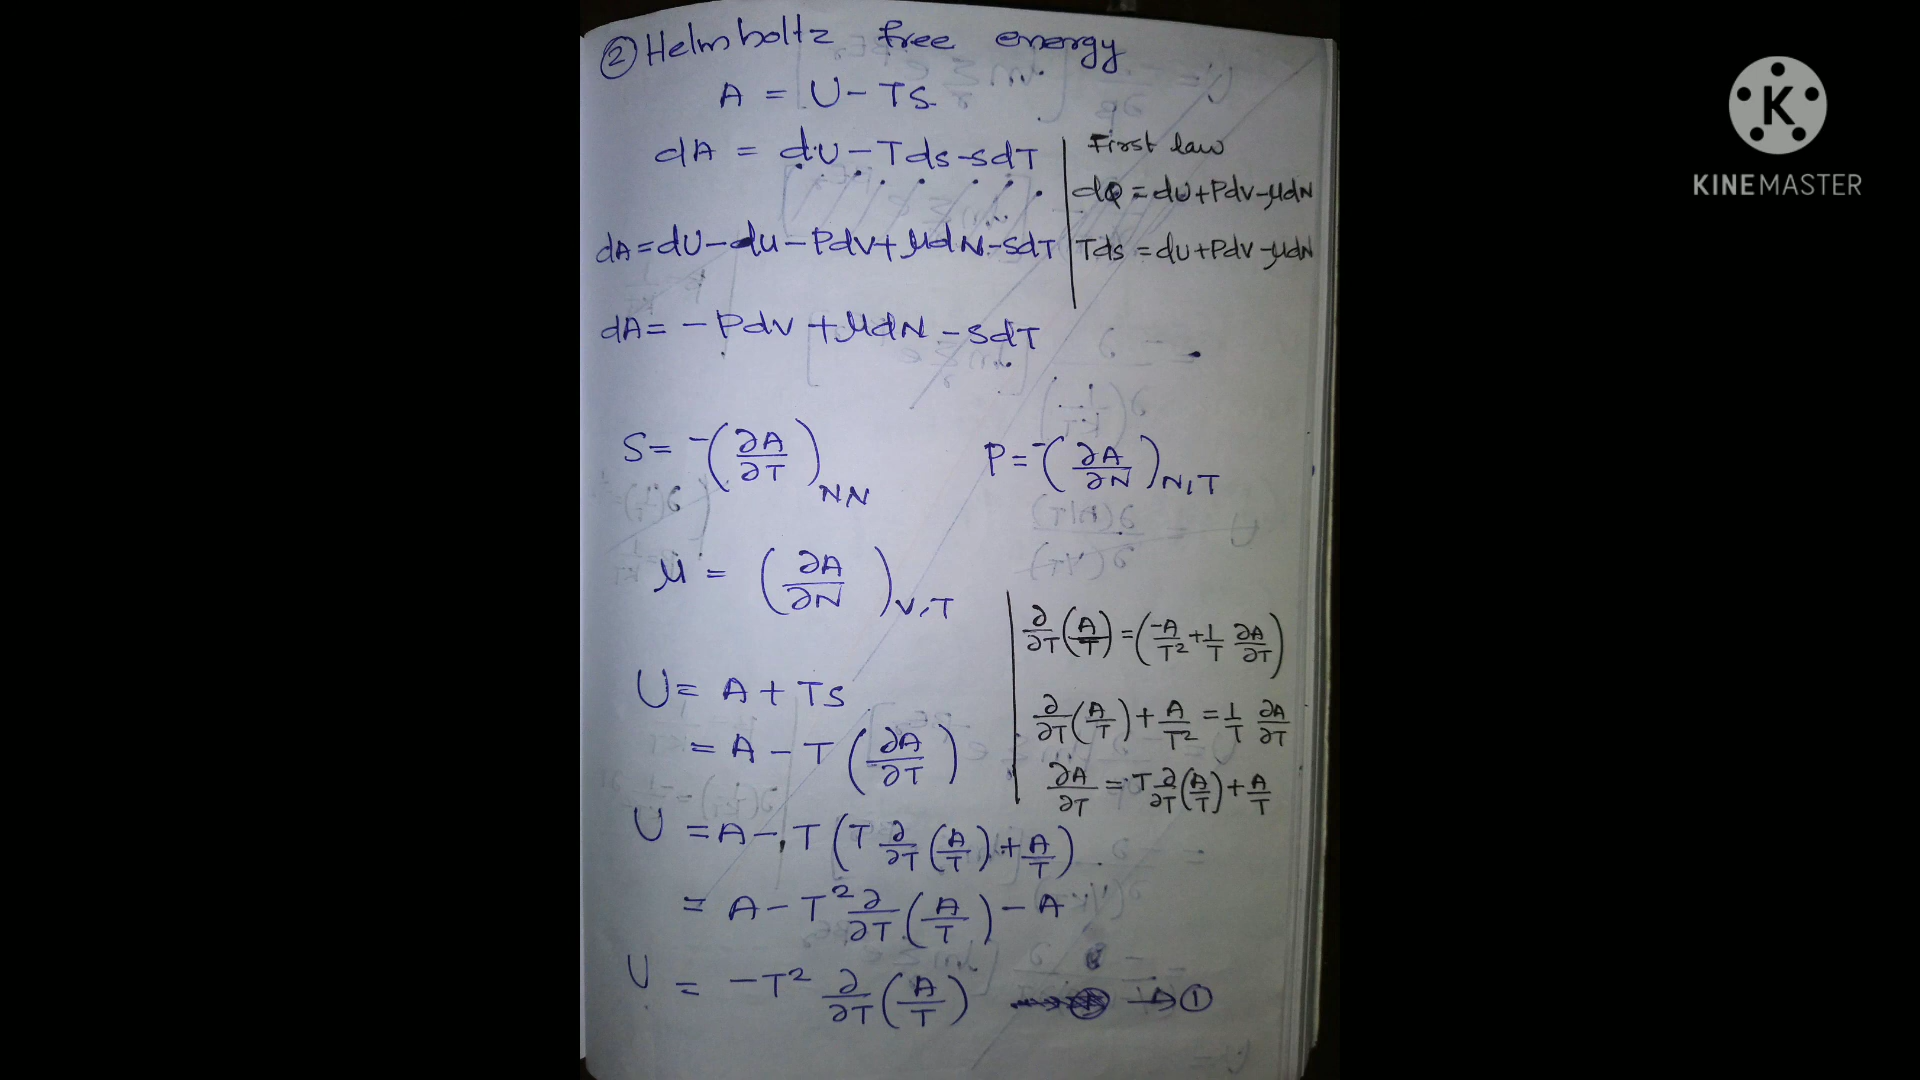 ② Helmboltz free energy
A = U - TS
dA = dU - Tds - sdT
First law
dQ = dU + Pdv - μdN
dA = dU - du - Pdv + μdN - sdT
Tds = du + Pdv - μdN
dA = - Pdv + μdN - sdT
S = -(∂A/∂T)NN
P = -(∂A/∂N)N,T
μ = (∂A/∂N)V,T
∂/∂T(A/T) = (-A/T² + 1/T ∂A/∂T)
U = A + TS
∂/∂T(A/T) + A/T² = 1/T ∂A/∂T
= A - T(∂A/∂T)
∂A/∂T = T∂/∂T(A/T) + A/T
U = A - T(T ∂/∂T(A/T) + A/T)
= A - T² ∂/∂T(A/T) - A
U = -T² ∂/∂T(A/T) → ①
K
KINEMASTER